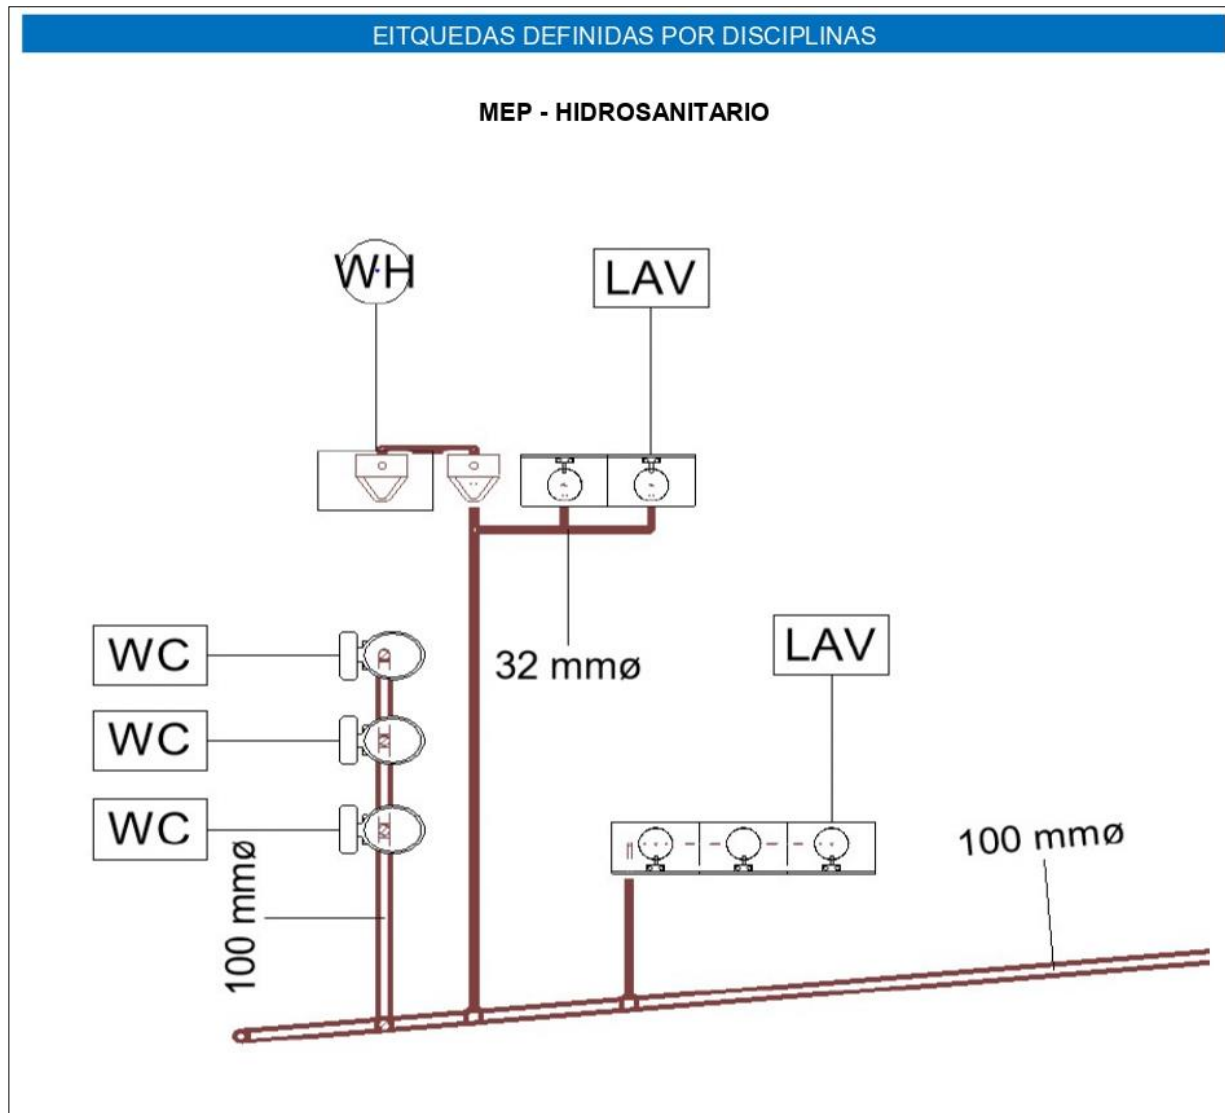 EITQUEDAS DEFINIDAS POR DISCIPLINAS
MEP - HIDROSANITARIO
WH
LAV
WC
32 mmø
LAV
WC
WC
100 mmø
100 mmø